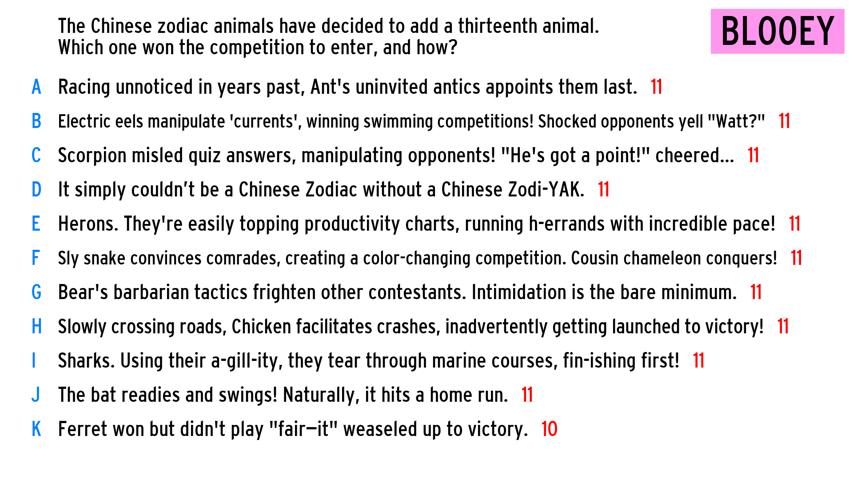 The Chinese zodiac animals have decided to add a thirteenth animal.
Which one won the competition to enter, and how?
BLOOEY
A Racing unnoticed in years past, Ant's uninvited antics appoints them last. 11
B Electric eels manipulate 'currents', winning swimming competitions! Shocked opponents yell "Watt?" 11
C Scorpion misled quiz answers, manipulating opponents! "He's got a point!" cheered... 11
D It simply couldn’t be a Chinese Zodiac without a Chinese Zodi-YAK. 11
E Herons. They're easily topping productivity charts, running h-errands with incredible pace! 11
F Sly snake convinces comrades, creating a color-changing competition. Cousin chameleon conquers! 11
G Bear's barbarian tactics frighten other contestants. Intimidation is the bare minimum. 11
H Slowly crossing roads, Chicken facilitates crashes, inadvertently getting launched to victory! 11
I Sharks. Using their a-gill-ity, they tear through marine courses, fin-ishing first! 11
J The bat readies and swings! Naturally, it hits a home run. 11
K Ferret won but didn't play "fair—it" weaseled up to victory. 10